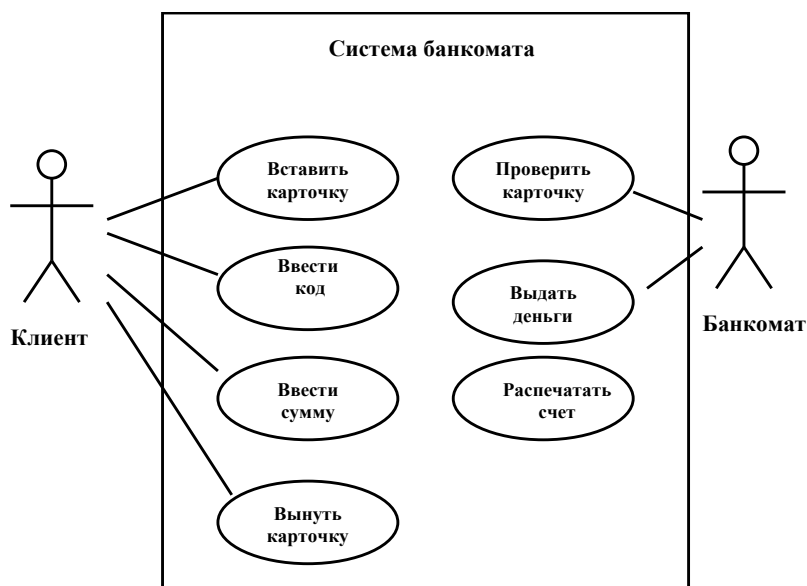 Система банкомата
Вставить
карточку
Проверить
карточку
Ввести
код
Выдать
деньги
Клиент
Банкомат
Ввести
сумму
Распечатать
счет
Вынуть
карточку